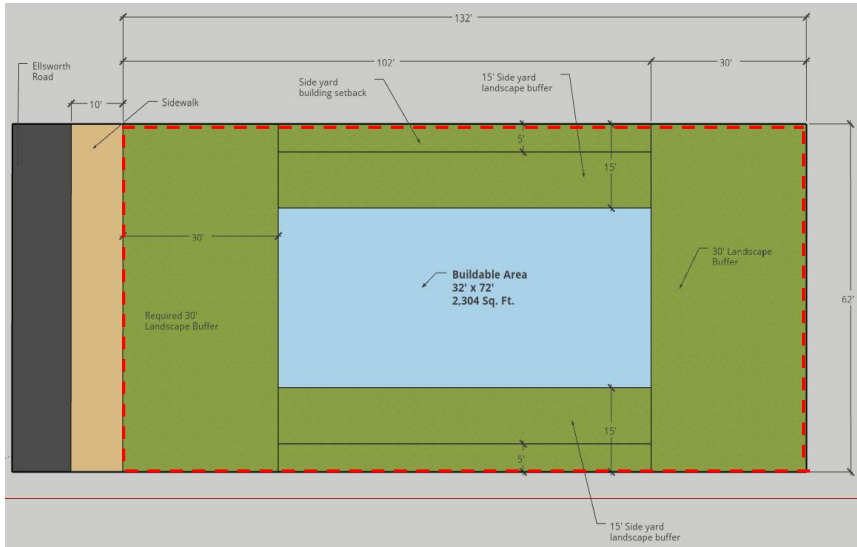 132'
102'
30'
Ellsworth
Road
Side yard
building setback
15' Side yard
landscape buffer
10'
Sidewalk
5'
15'
30'
30' Landscape
Buffer
Buildable Area
32' x 72'
2,304 Sq. Ft.
62'
Required 30'
Landscape Buffer
15'
5'
15' Side yard
landscape buffer